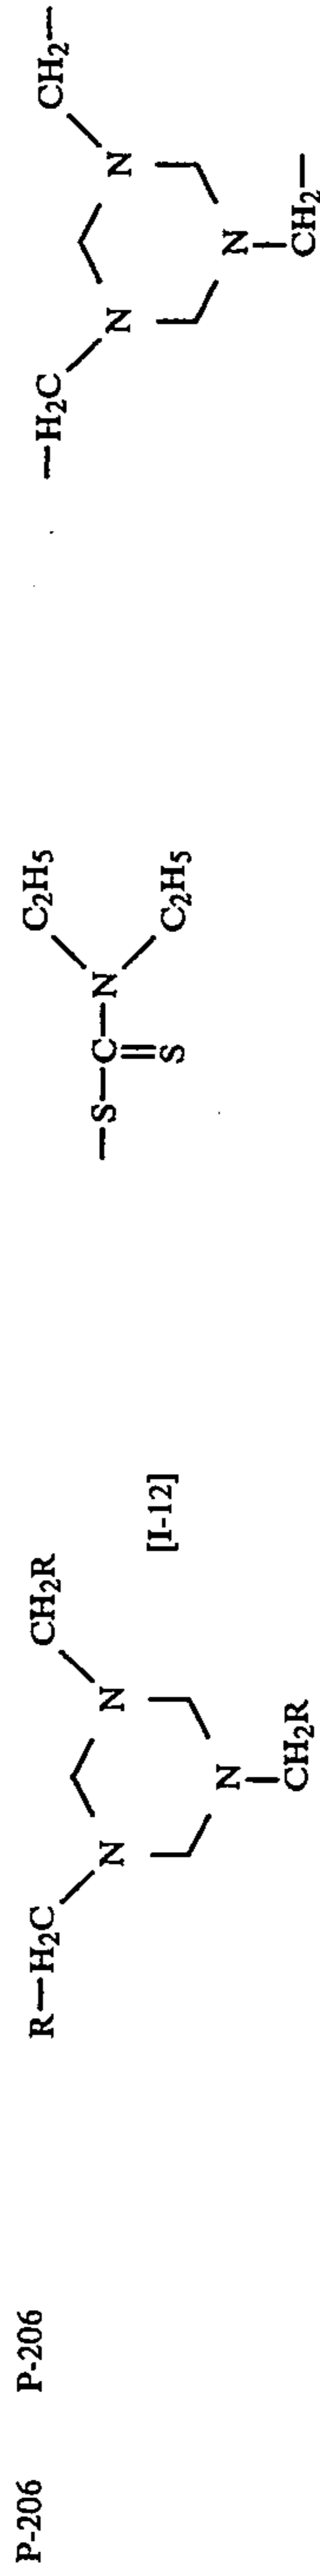 P-206 P-206
R—H₂C CH₂R
N N
N
CH₂R
[I-12]
—S—C—N
S
C₂H₅
C₂H₅
—H₂C CH₂—
N N
N
CH₂—